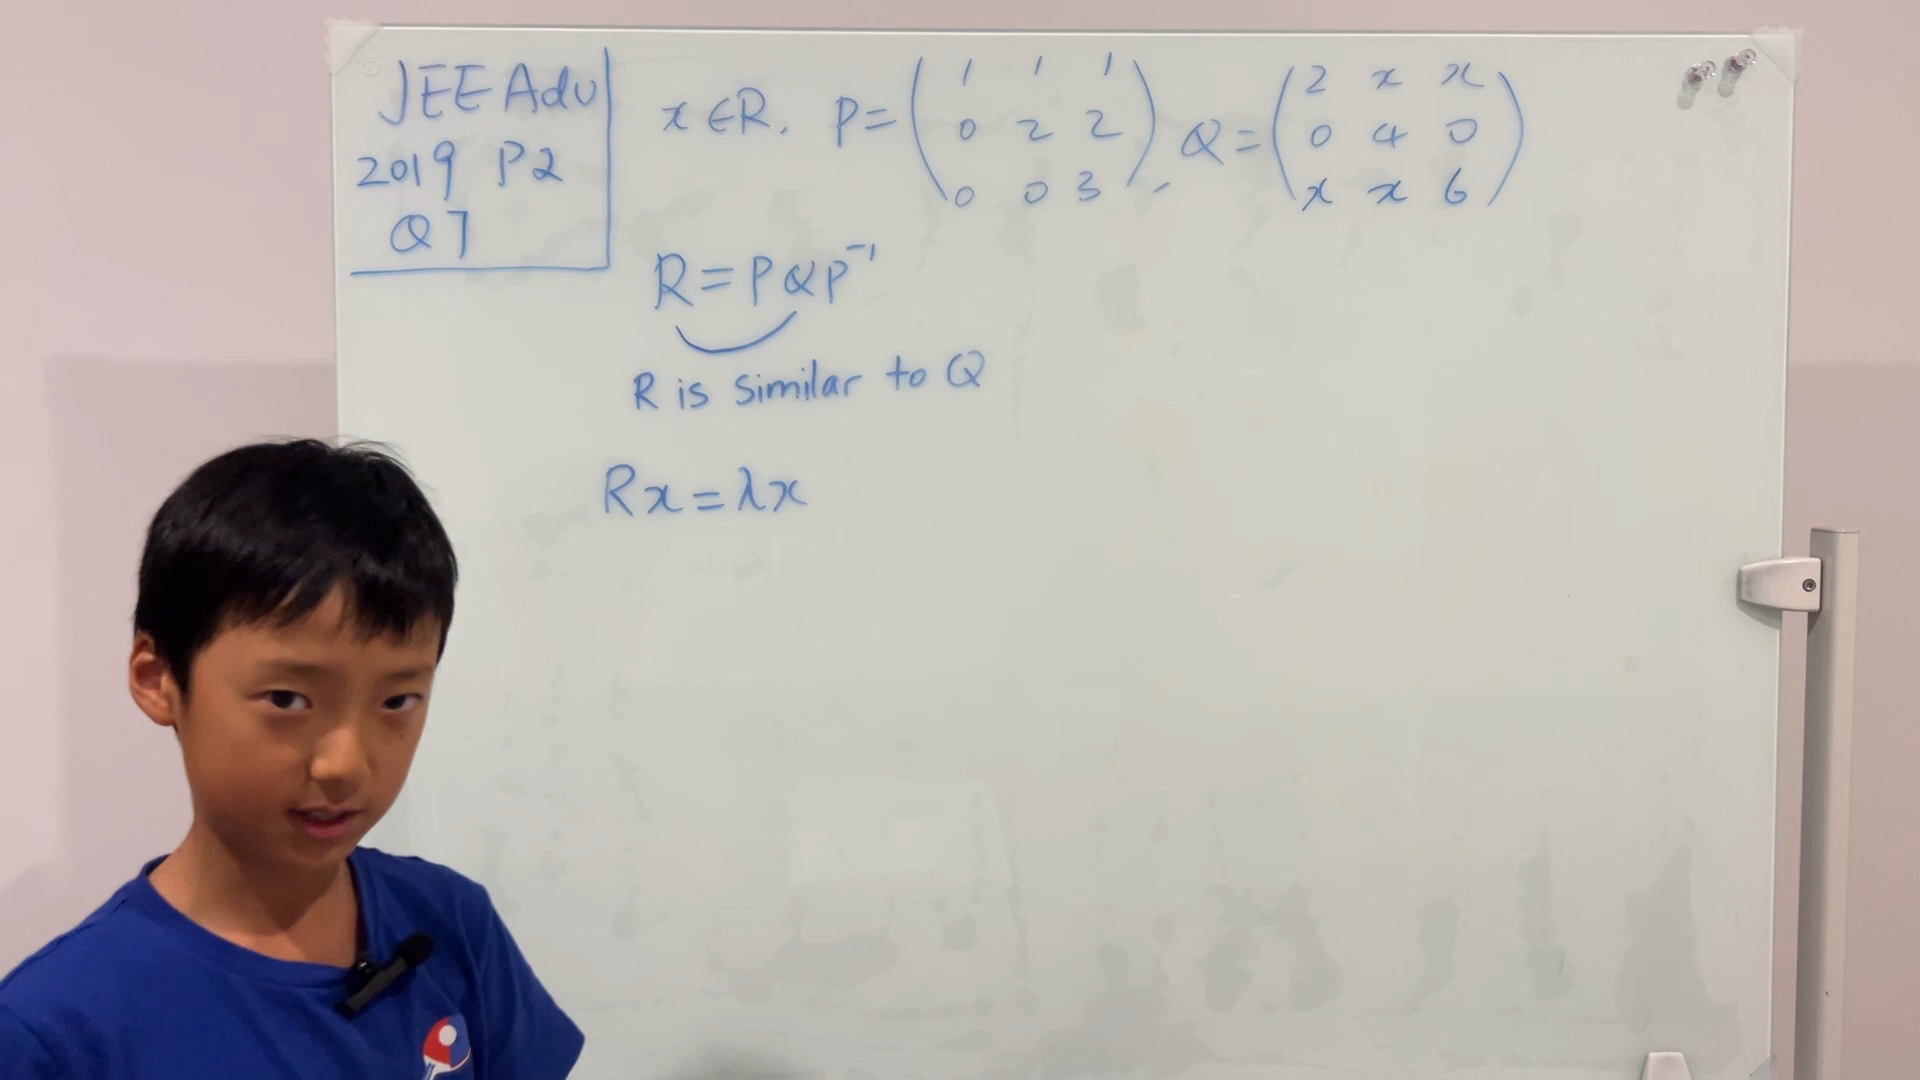 JEE Adv
2019 P2
Q7
x ∈ R, P = (1 1 1
0 2 2
0 0 3), Q = (2 x x
0 4 0
x x 6)
R = PQP⁻¹
R is similar to Q
Rx = λx